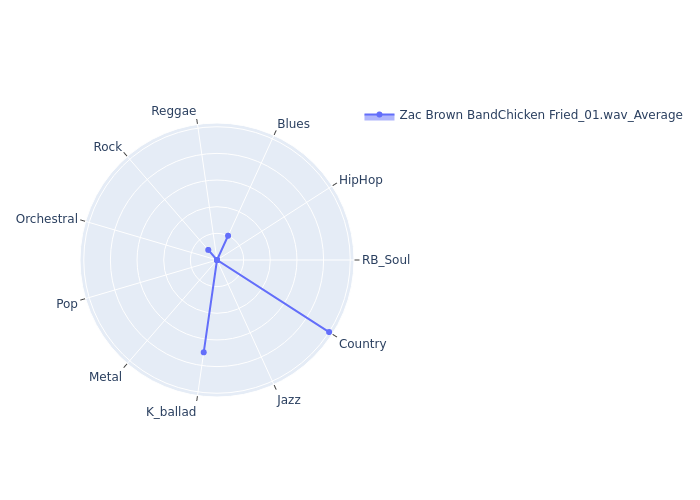 Reggae
Blues
Zac Brown BandChicken Fried_01.wav_Average
Rock
HipHop
Orchestral
RB_Soul
Pop
Country
Metal
Jazz
K_ballad